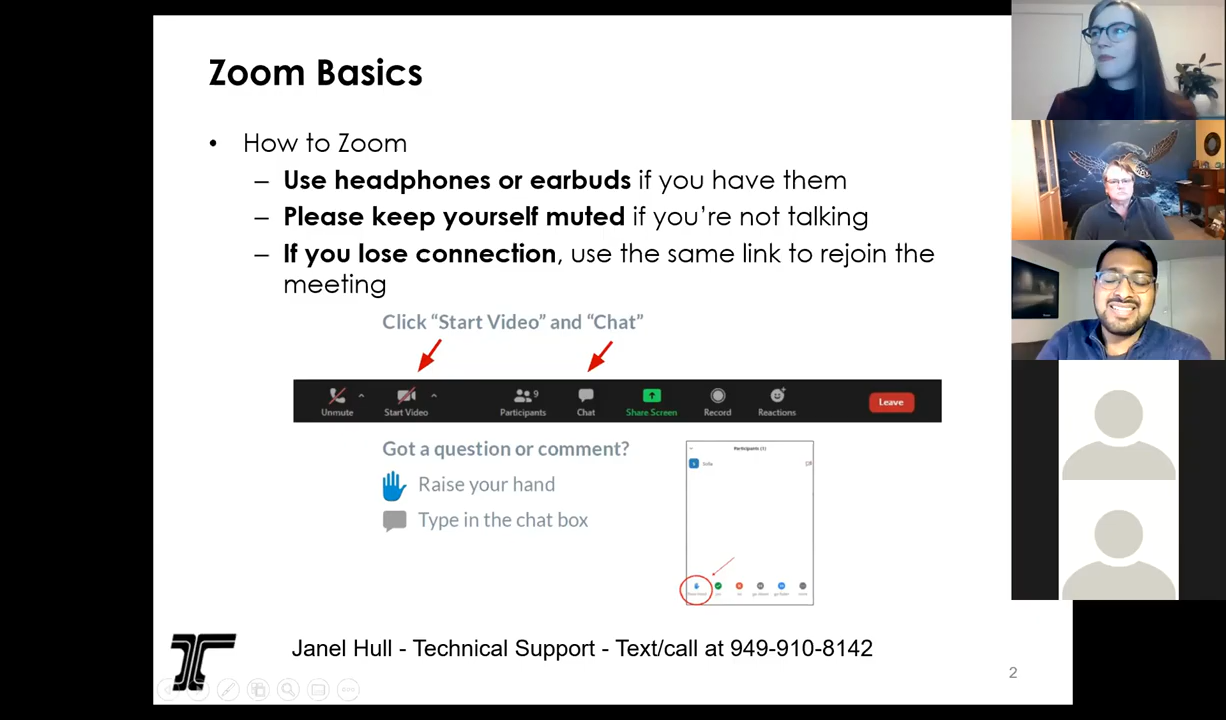 Zoom Basics
• How to Zoom
– Use headphones or earbuds if you have them
– Please keep yourself muted if you’re not talking
– If you lose connection, use the same link to rejoin the
meeting
Click “Start Video” and “Chat”
Unmute Start Video Participants 9 Chat Share Screen Record Reactions Leave
Got a question or comment?
Raise your hand
Type in the chat box
Participants (1)
S Sofia
Janel Hull - Technical Support - Text/call at 949-910-8142
2